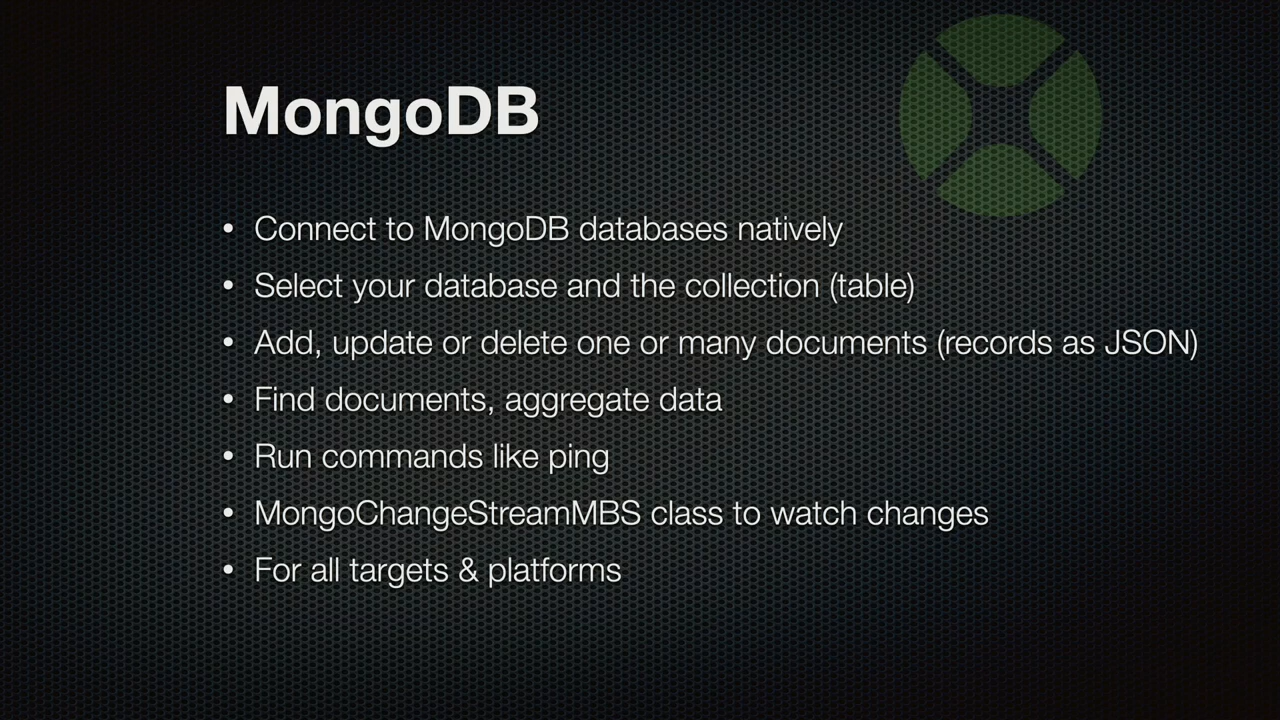 MongoDB
• Connect to MongoDB databases natively
• Select your database and the collection (table)
• Add, update or delete one or many documents (records as JSON)
• Find documents, aggregate data
• Run commands like ping
• MongoChangeStreamMBS class to watch changes
• For all targets & platforms